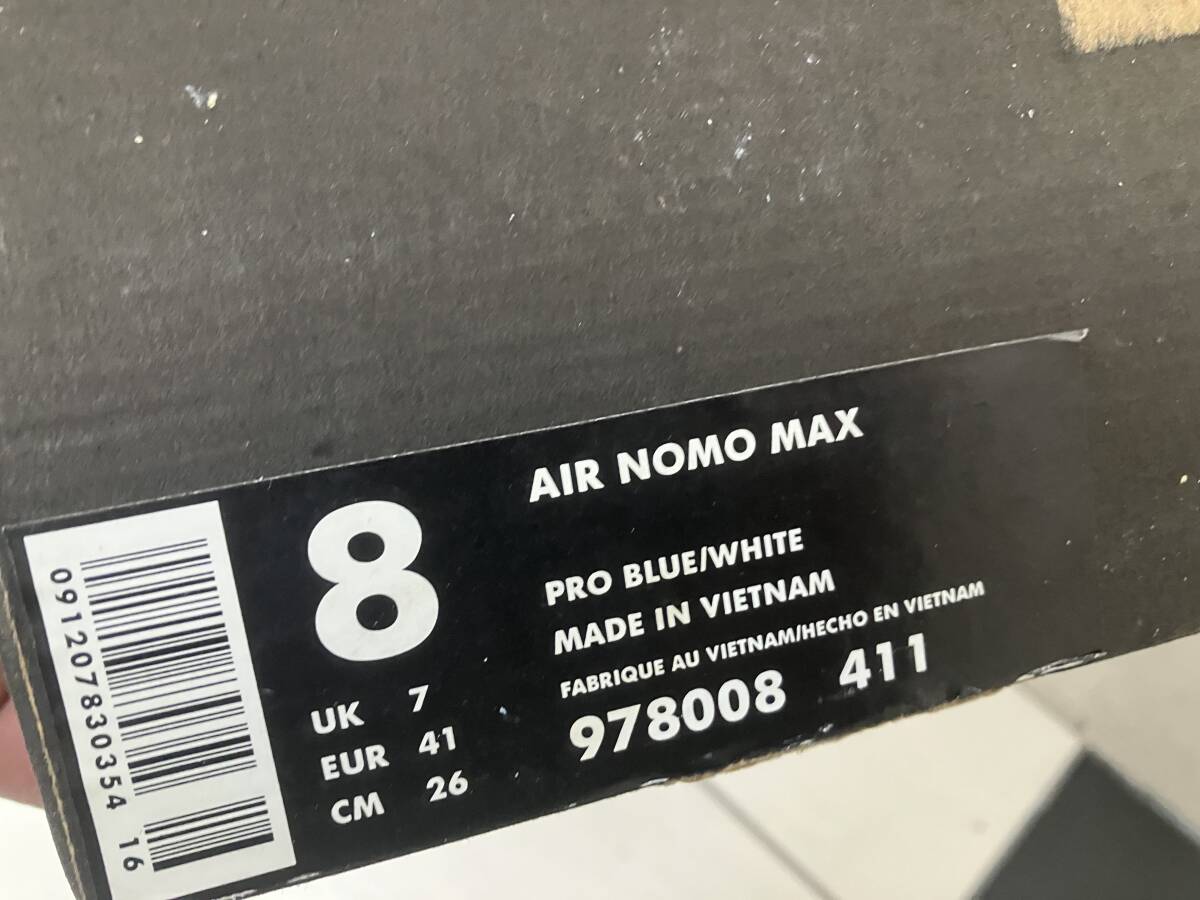 AIR NOMO MAX
8
PRO BLUE/WHITE
MADE IN VIETNAM
FABRIQUE AU VIETNAM/HECHO EN VIETNAM
978008 411
UK 7
EUR 41
CM 26
091207830354 16